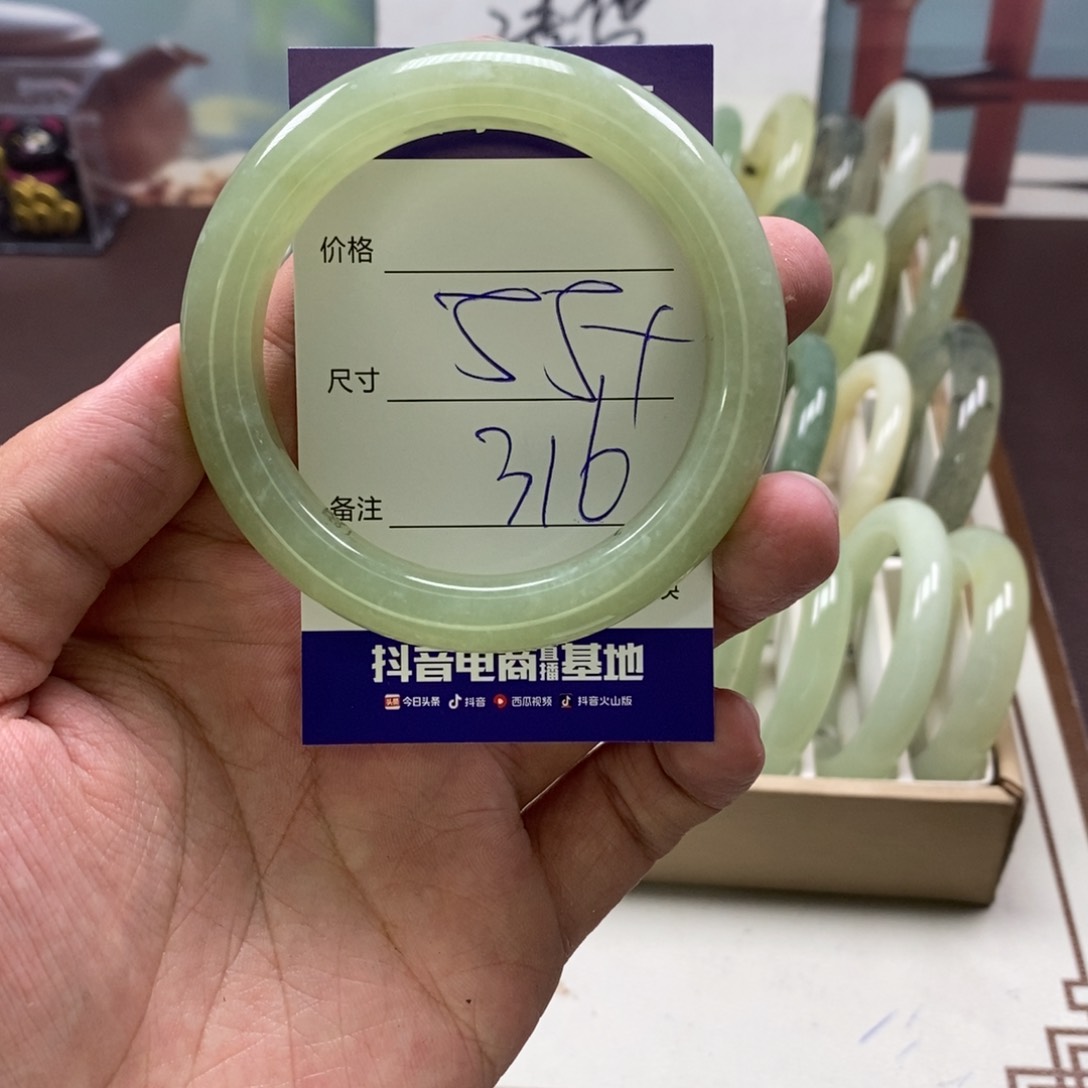 价格
55+
尺寸
316
备注
抖音电商直播基地
今日头条 抖音 西瓜视频 抖音火山版